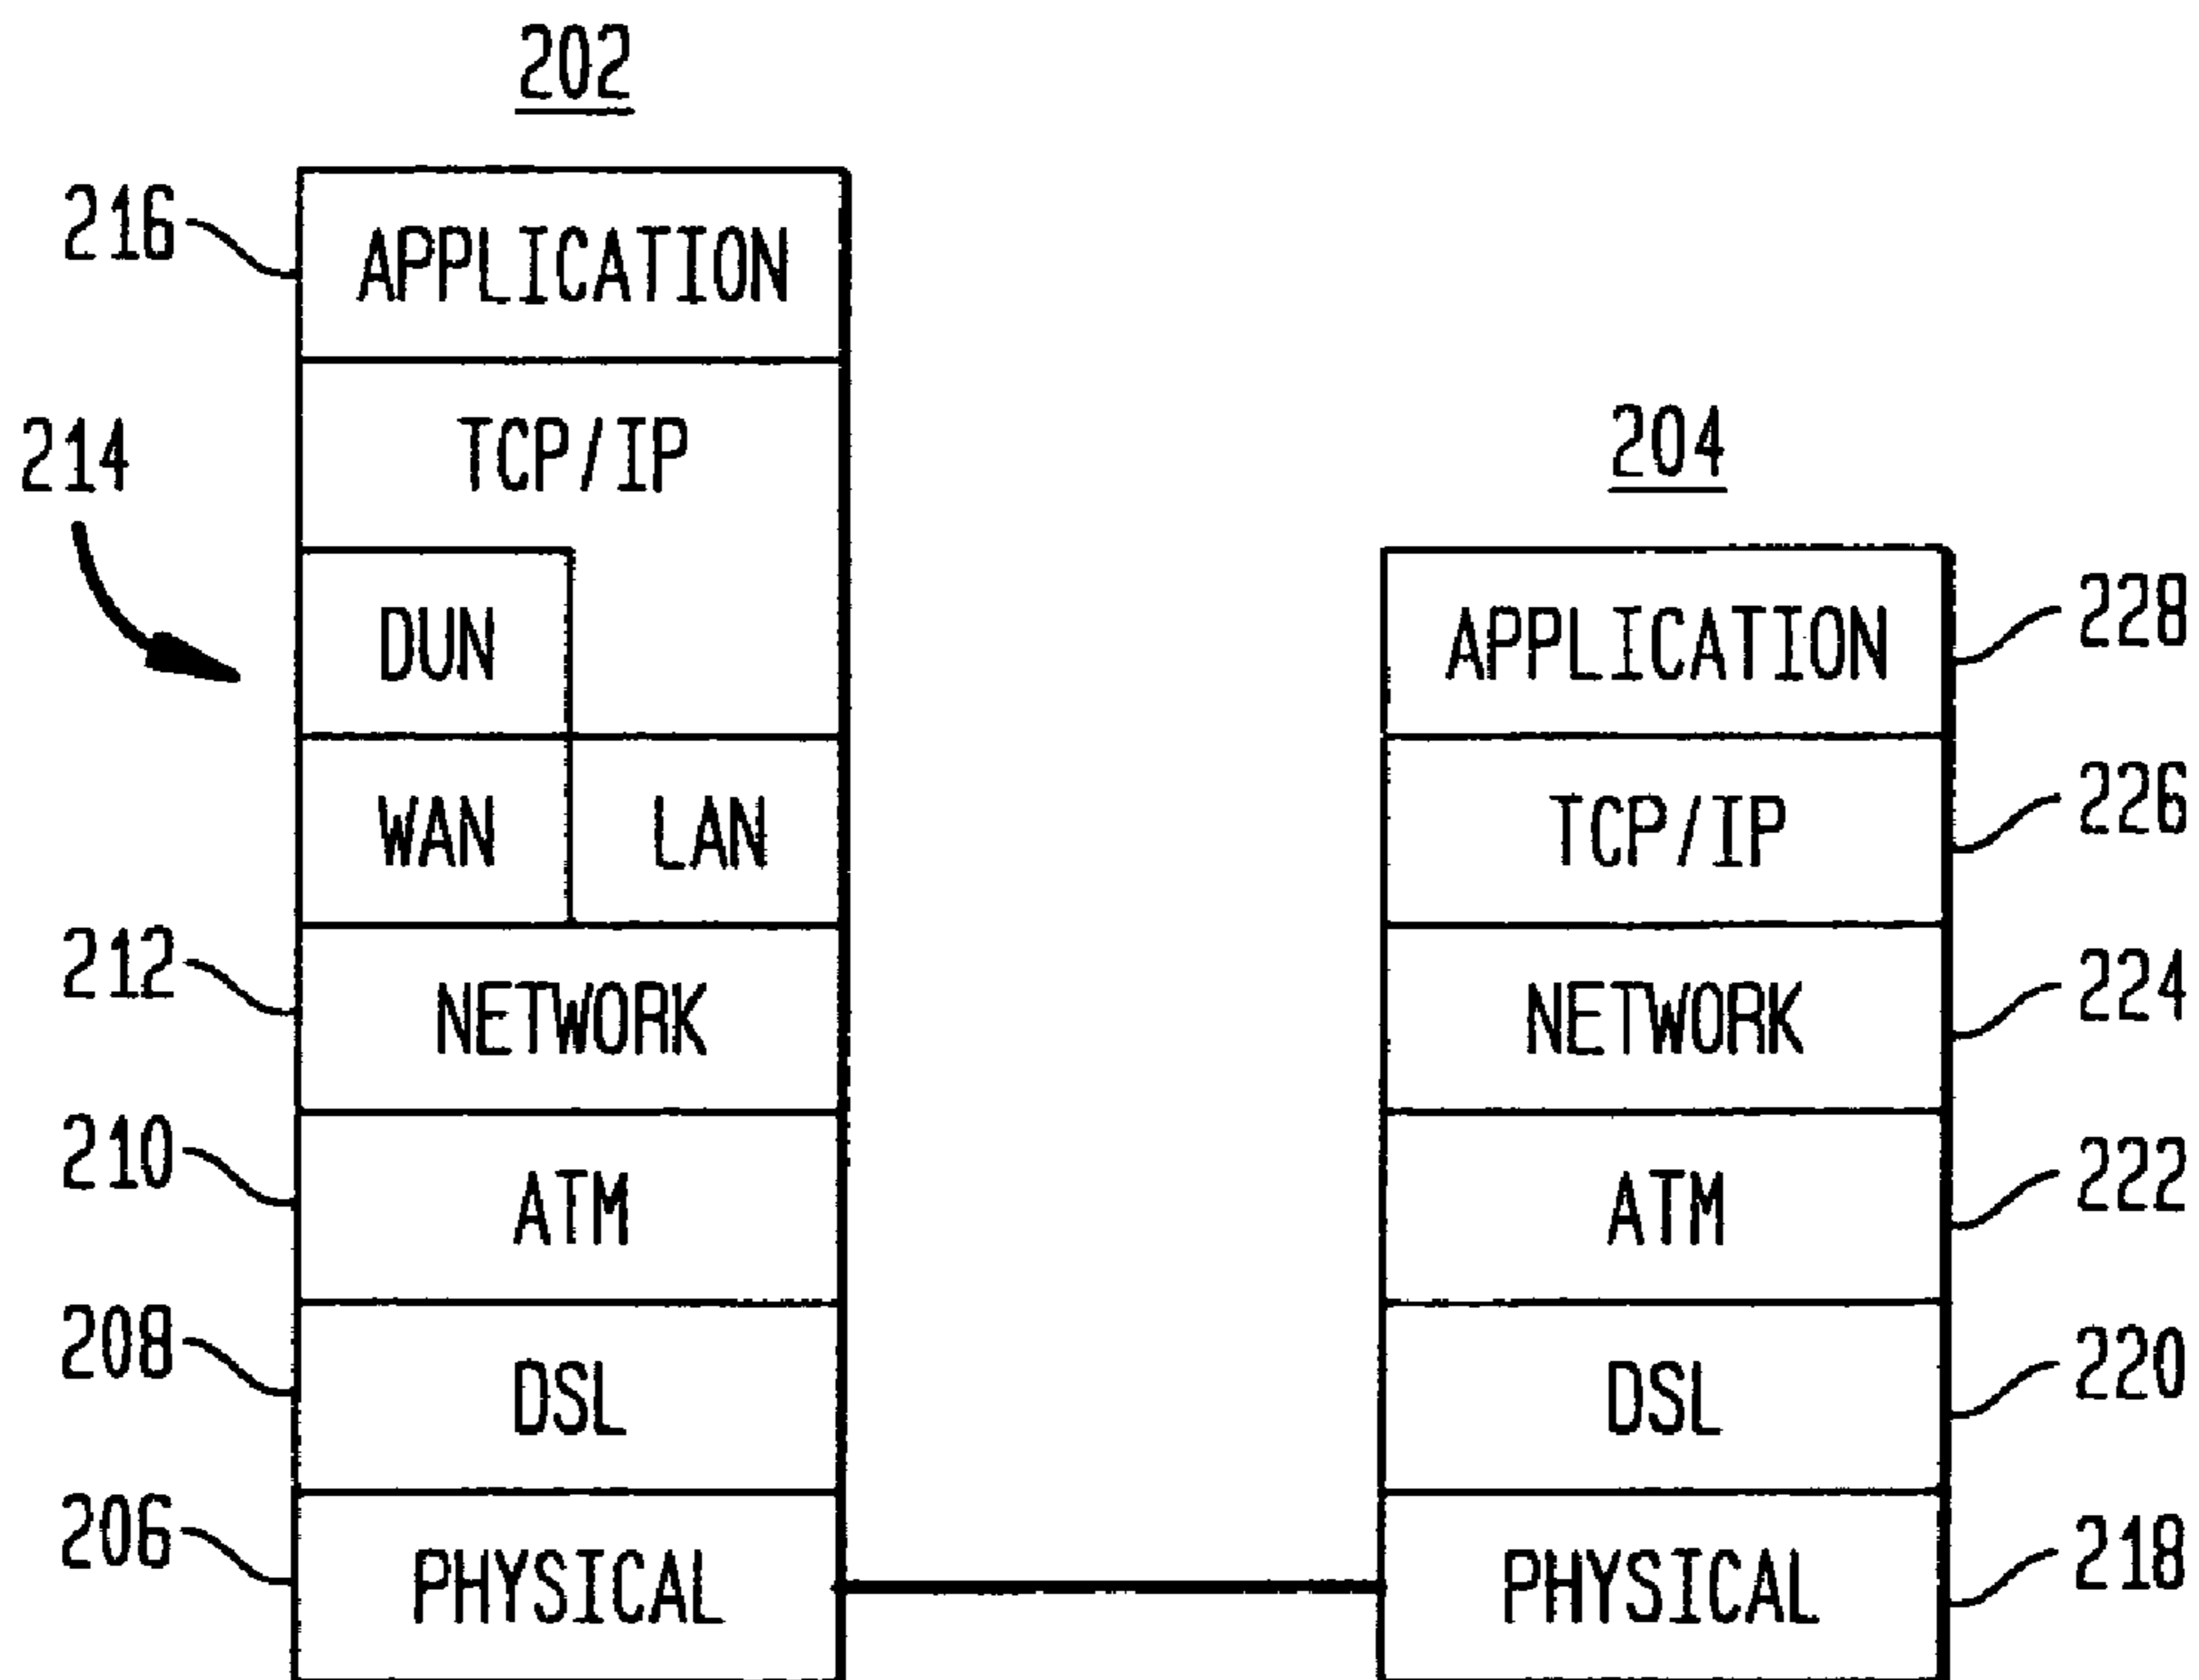 202
216
APPLICATION
TCP/IP
214
DUN
WAN
LAN
212
NETWORK
210
ATM
208
DSL
206
PHYSICAL
204
APPLICATION
228
TCP/IP
226
NETWORK
224
ATM
222
DSL
220
PHYSICAL
218